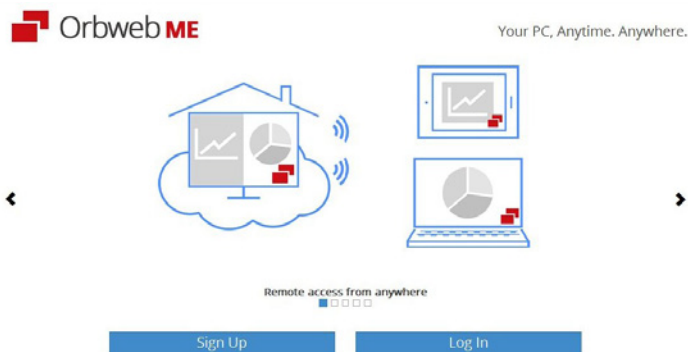 Orbweb ME
Your PC, Anytime. Anywhere.
Remote access from anywhere
Sign Up
Log In